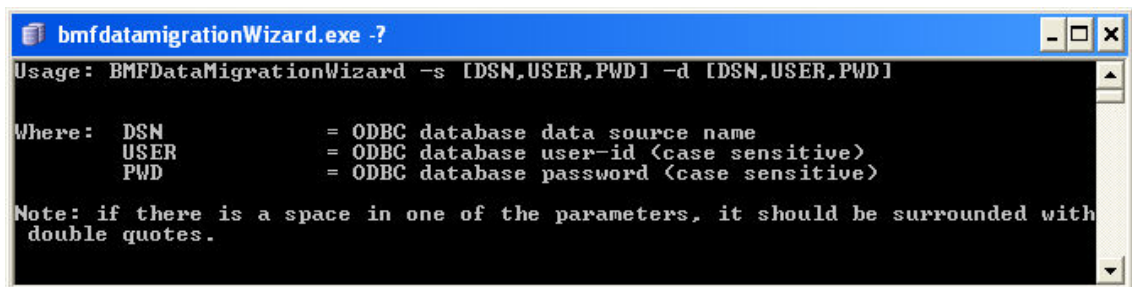 bmfdatamigrationWizard.exe -?
Usage: BMFDataMigrationWizard -s [DSN,USER,PWD] -d [DSN,USER,PWD]
Where: DSN = ODBC database data source name
USER = ODBC database user-id (case sensitive)
PWD = ODBC database password (case sensitive)
Note: if there is a space in one of the parameters, it should be surrounded with
double quotes.